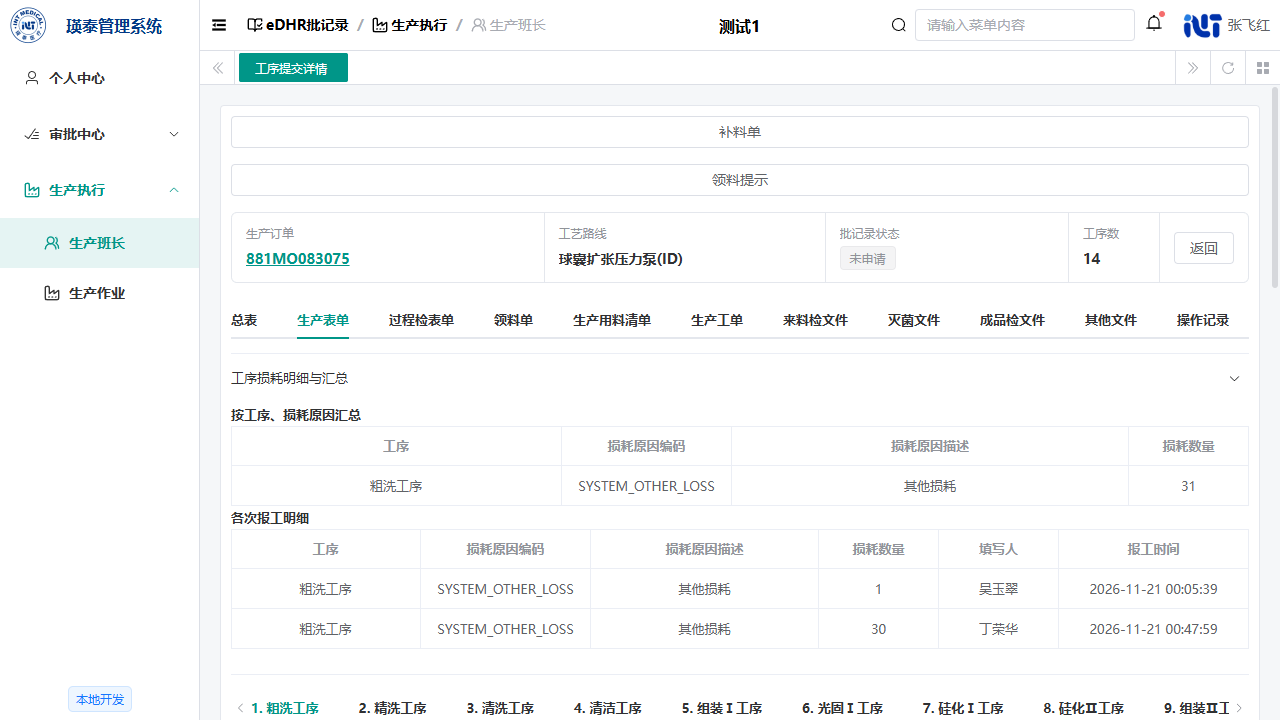 瑛泰管理系统
eDHR批记录 / 生产执行 / 生产班长
测试1
请输入菜单内容
张飞红
个人中心
审批中心
生产执行
生产班长
生产作业
本地开发
工序提交详情
补料单
领料提示
生产订单
881MO083075
工艺路线
球囊扩张压力泵(ID)
批记录状态
未申请
工序数
14
返回
总表 生产表单 过程检表单 领料单 生产用料清单 生产工单 来料检文件 灭菌文件 成品检文件 其他文件 操作记录
工序损耗明细与汇总
按工序、损耗原因汇总
工序 损耗原因编码 损耗原因描述 损耗数量
粗洗工序 SYSTEM_OTHER_LOSS 其他损耗 31
各次报工明细
工序 损耗原因编码 损耗原因描述 损耗数量 填写人 报工时间
粗洗工序 SYSTEM_OTHER_LOSS 其他损耗 1 吴玉翠 2026-11-21 00:05:39
粗洗工序 SYSTEM_OTHER_LOSS 其他损耗 30 丁荣华 2026-11-21 00:47:59
1. 粗洗工序 2. 精洗工序 3. 清洗工序 4. 清洁工序 5. 组装Ⅰ工序 6. 光固Ⅰ工序 7. 硅化Ⅰ工序 8. 硅化Ⅱ工序 9. 组装Ⅱ工